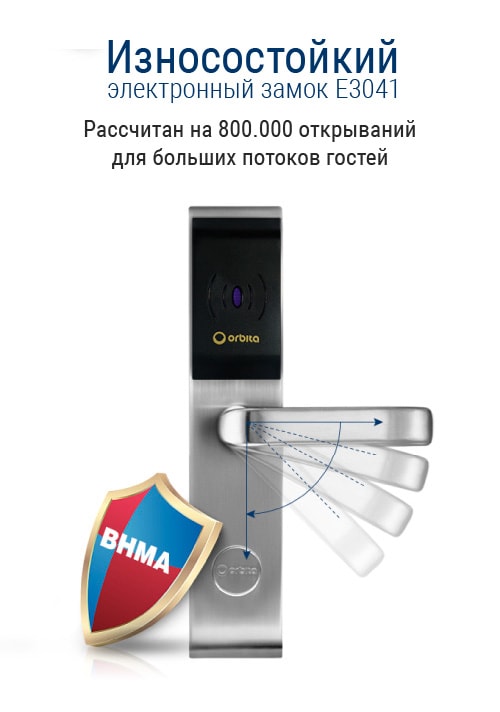 Износостойкий
электронный замок E3041
Рассчитан на 800.000 открываний
для больших потоков гостей
orbita
BHMA
orbita